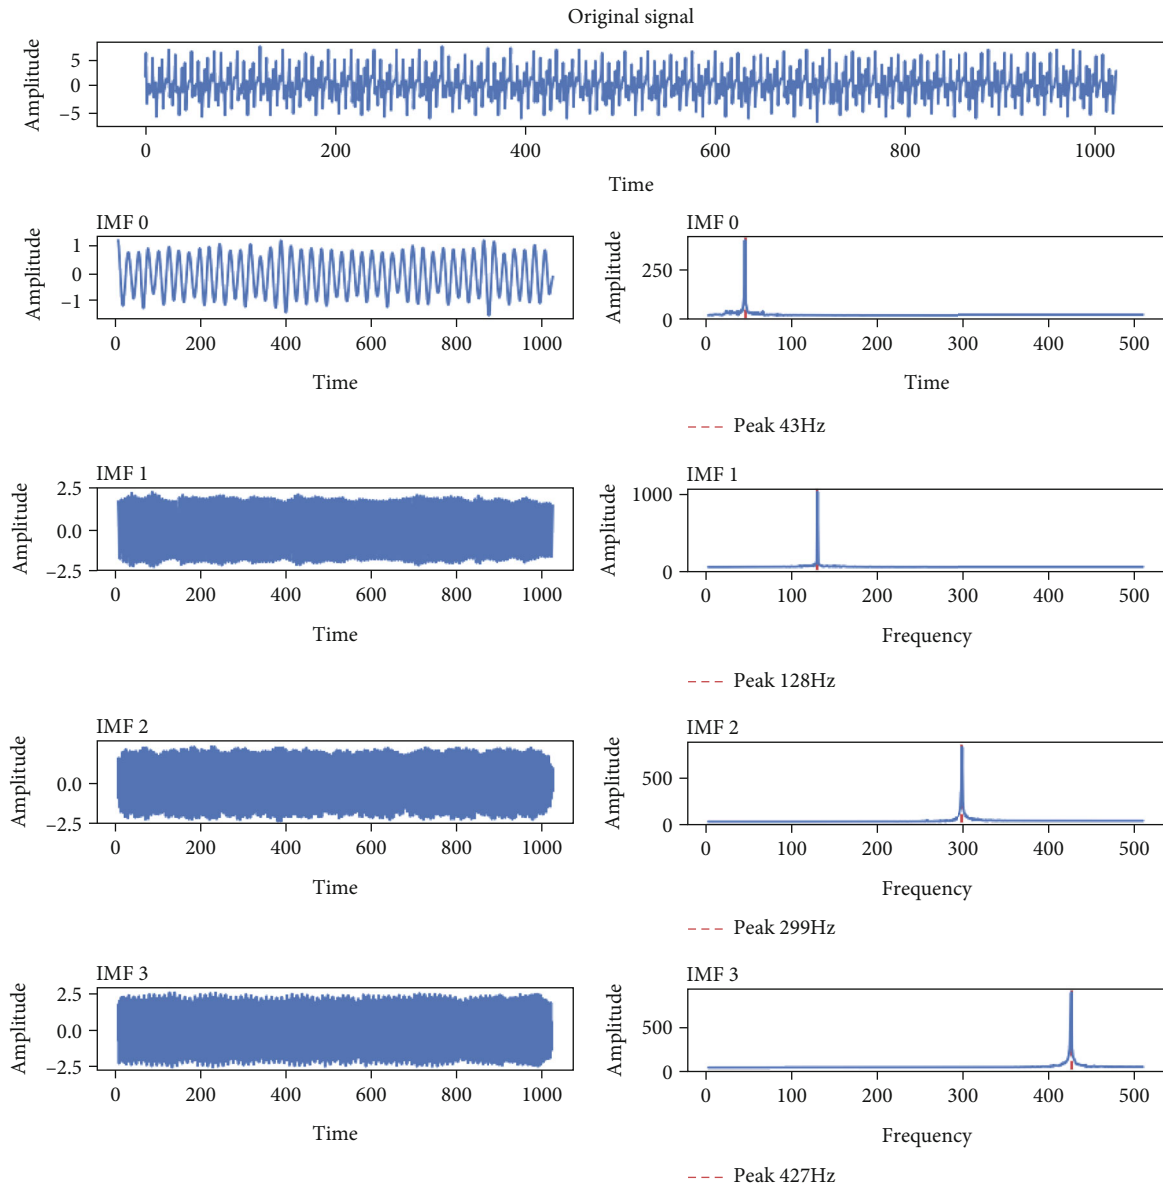 Original signal
Amplitude
5
0
−5
0 200 400 600 800 1000
Time
IMF 0
Amplitude
1
0
−1
0 200 400 600 800 1000
Time
IMF 0
Amplitude
250
0
0 100 200 300 400 500
Time
Peak 43Hz
IMF 1
Amplitude
2.5
0.0
−2.5
0 200 400 600 800 1000
Time
IMF 1
Amplitude
1000
0
0 100 200 300 400 500
Frequency
Peak 128Hz
IMF 2
Amplitude
0.0
−2.5
0 200 400 600 800 1000
Time
IMF 2
Amplitude
500
0
0 100 200 300 400 500
Frequency
Peak 299Hz
IMF 3
Amplitude
2.5
0.0
−2.5
0 200 400 600 800 1000
Time
IMF 3
Amplitude
500
0
0 100 200 300 400 500
Frequency
Peak 427Hz